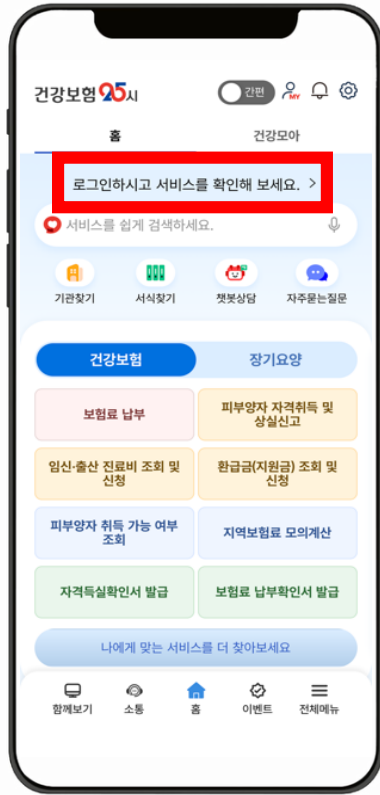 건강보험 25시
간편
MY
홈 건강모아
로그인하시고 서비스를 확인해 보세요. >
서비스를 쉽게 검색하세요.
기관찾기 서식찾기 챗봇상담 자주묻는질문
건강보험 장기요양
보험료 납부
피부양자 자격취득 및
상실신고
임신·출산 진료비 조회 및
신청
환급금(지원금) 조회 및
신청
피부양자 취득 가능 여부
조회
지역보험료 모의계산
자격득실확인서 발급
보험료 납부확인서 발급
나에게 맞는 서비스를 더 찾아보세요
함께보기 소통 홈 이벤트 전체메뉴